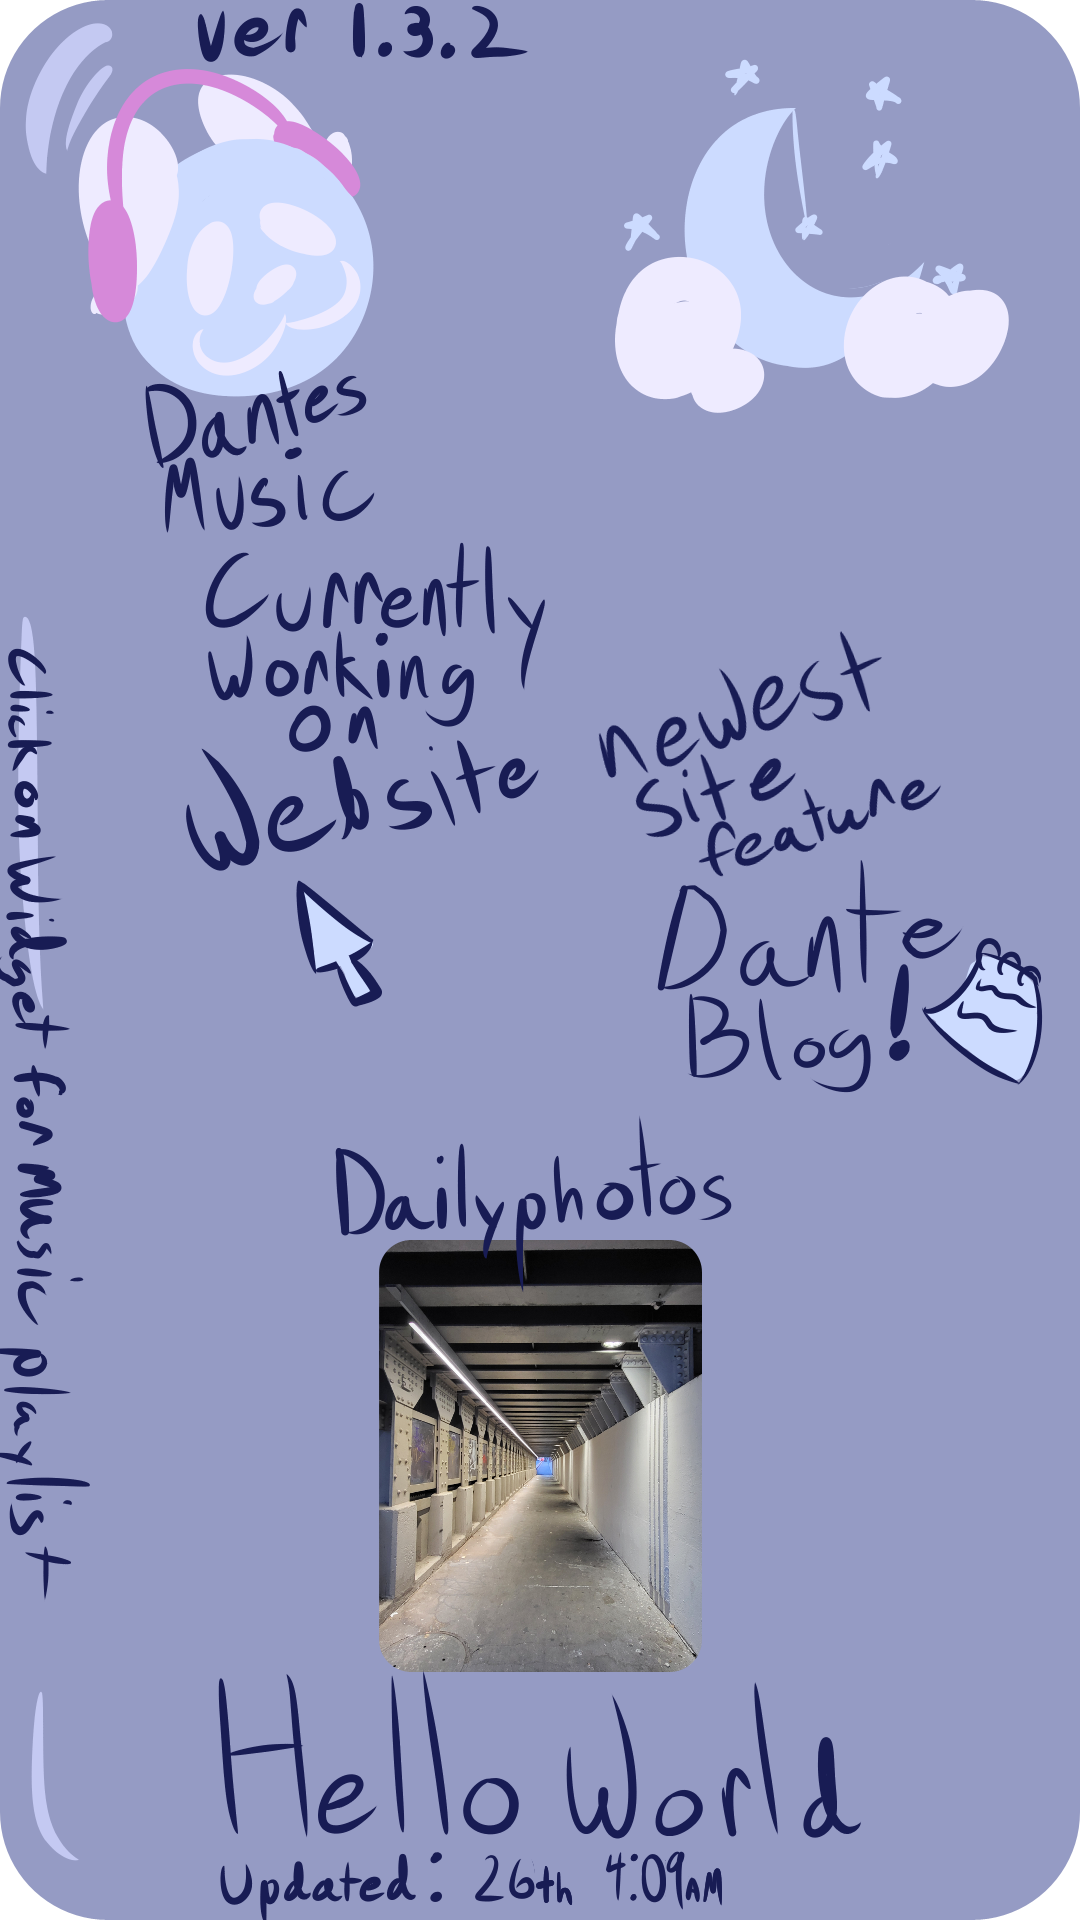 ver 1.3.2
Dantes
Music
Currently
Working
on
Website
newest
site
feature
Dante
Blog!
Click on Widget for Music playlist
Dailyphotos
Hello World
Updated: 26th 4:09AM